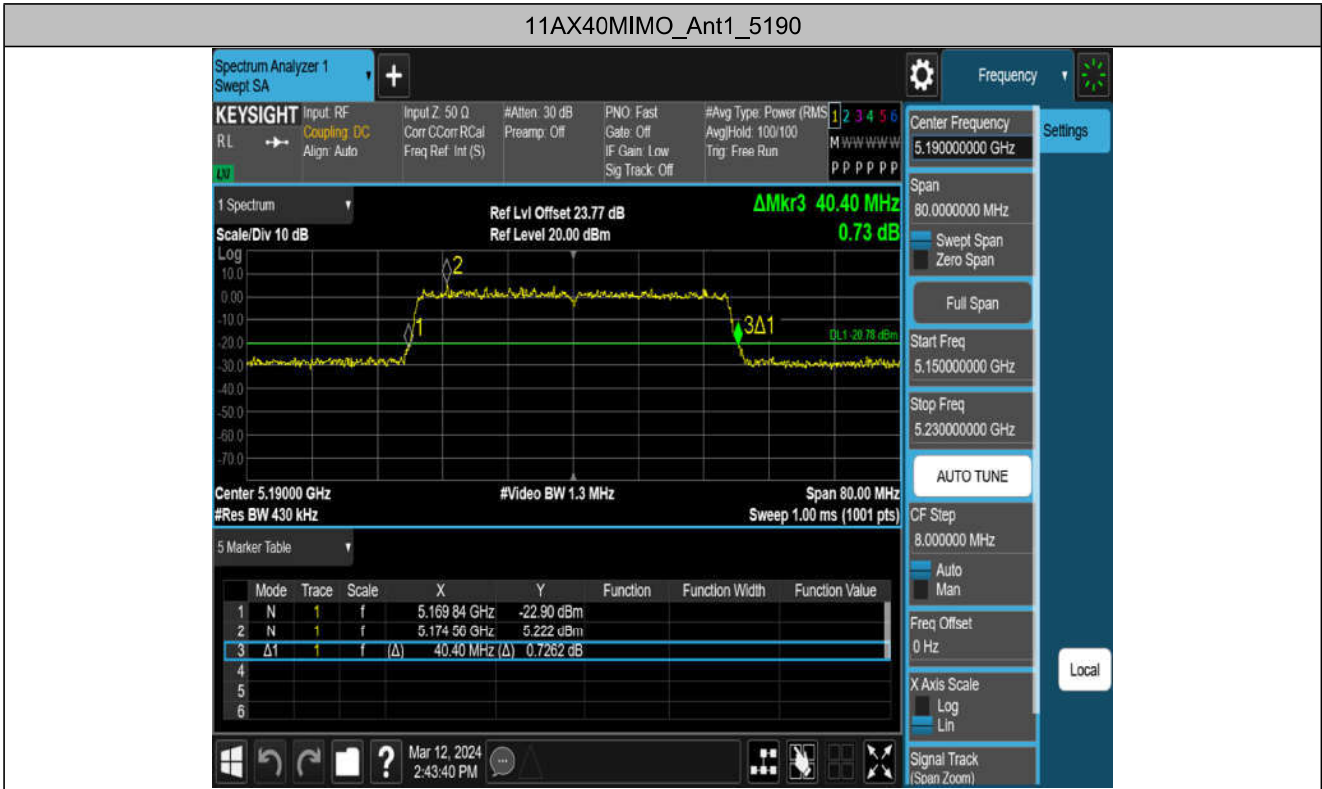 11AX40MIMO_Ant1_5190
Spectrum Analyzer 1
Swept SA
+
Frequency
KEYSIGHT
Input: RF
Input Z: 50 Ω
#Atten: 30 dB
PNO: Fast
#Avg Type: Power (RMS
1 2 3 4 5 6
RL
Coupling: DC
Corr CCorr RCal
Preamp: Off
Gate: Off
Avg|Hold: 100/100
M W W W W W
Align: Auto
Freq Ref: Int (S)
IF Gain: Low
Trig: Free Run
Sig Track: Off
P P P P P P
LXI
1 Spectrum
Ref Lvl Offset 23.77 dB
ΔMkr3 40.40 MHz
Scale/Div 10 dB
Ref Level 20.00 dBm
0.73 dB
Log
10.0
0.00
-10.0
-20.0
-30.0
-40.0
-50.0
-60.0
-70.0
2
1
3Δ1
DL1 -20.78 dBm
Center 5.19000 GHz
#Video BW 1.3 MHz
Span 80.00 MHz
#Res BW 430 kHz
Sweep 1.00 ms (1001 pts)
5 Marker Table
Mode Trace Scale X Y Function Function Width Function Value
1 N 1 f 5.169 84 GHz -22.90 dBm
2 N 1 f 5.174 56 GHz 5.222 dBm
3 Δ1 1 f (Δ) 40.40 MHz (Δ) 0.7262 dB
4
5
6
Mar 12, 2024
2:43:40 PM
?
Center Frequency
5.190000000 GHz
Settings
Span
80.0000000 MHz
Swept Span
Zero Span
Full Span
Start Freq
5.150000000 GHz
Stop Freq
5.230000000 GHz
AUTO TUNE
CF Step
8.000000 MHz
Auto
Man
Freq Offset
0 Hz
Local
X Axis Scale
Log
Lin
Signal Track
(Span Zoom)